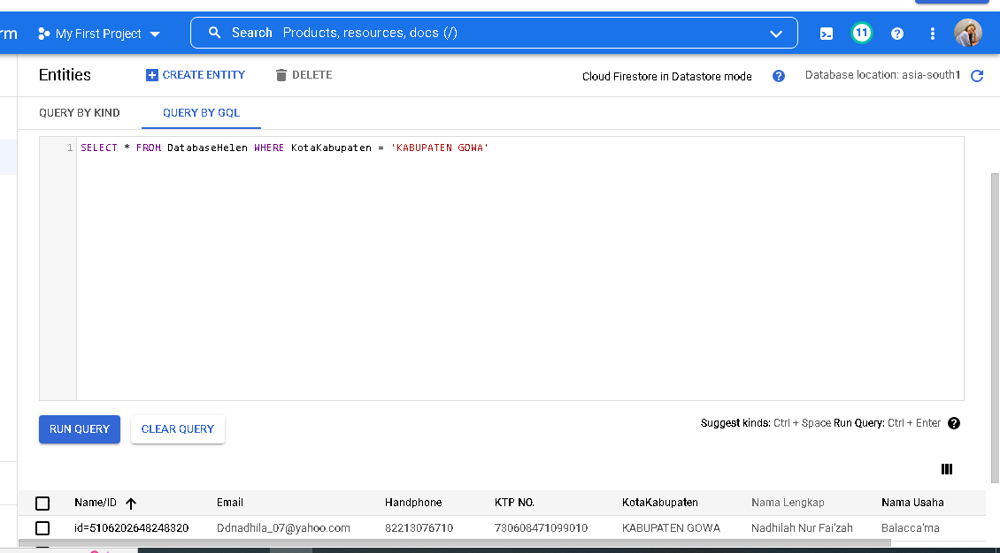 rm My First Project Search Products, resources, docs (/) 11
Entities CREATE ENTITY DELETE Cloud Firestore in Datastore mode Database location: asia-south1
QUERY BY KIND QUERY BY GQL
1 SELECT * FROM DatabaseHelen WHERE KotaKabupaten = 'KABUPATEN GOWA'
RUN QUERY CLEAR QUERY Suggest kinds: Ctrl + Space Run Query: Ctrl + Enter
Name/ID Email Handphone KTP NO. KotaKabupaten Nama Lengkap Nama Usaha
id=5106202648248320 Ddnadhila_07@yahoo.com 82213076710 730608471099010 KABUPATEN GOWA Nadhilah Nur Fai'zah Balacca'ma